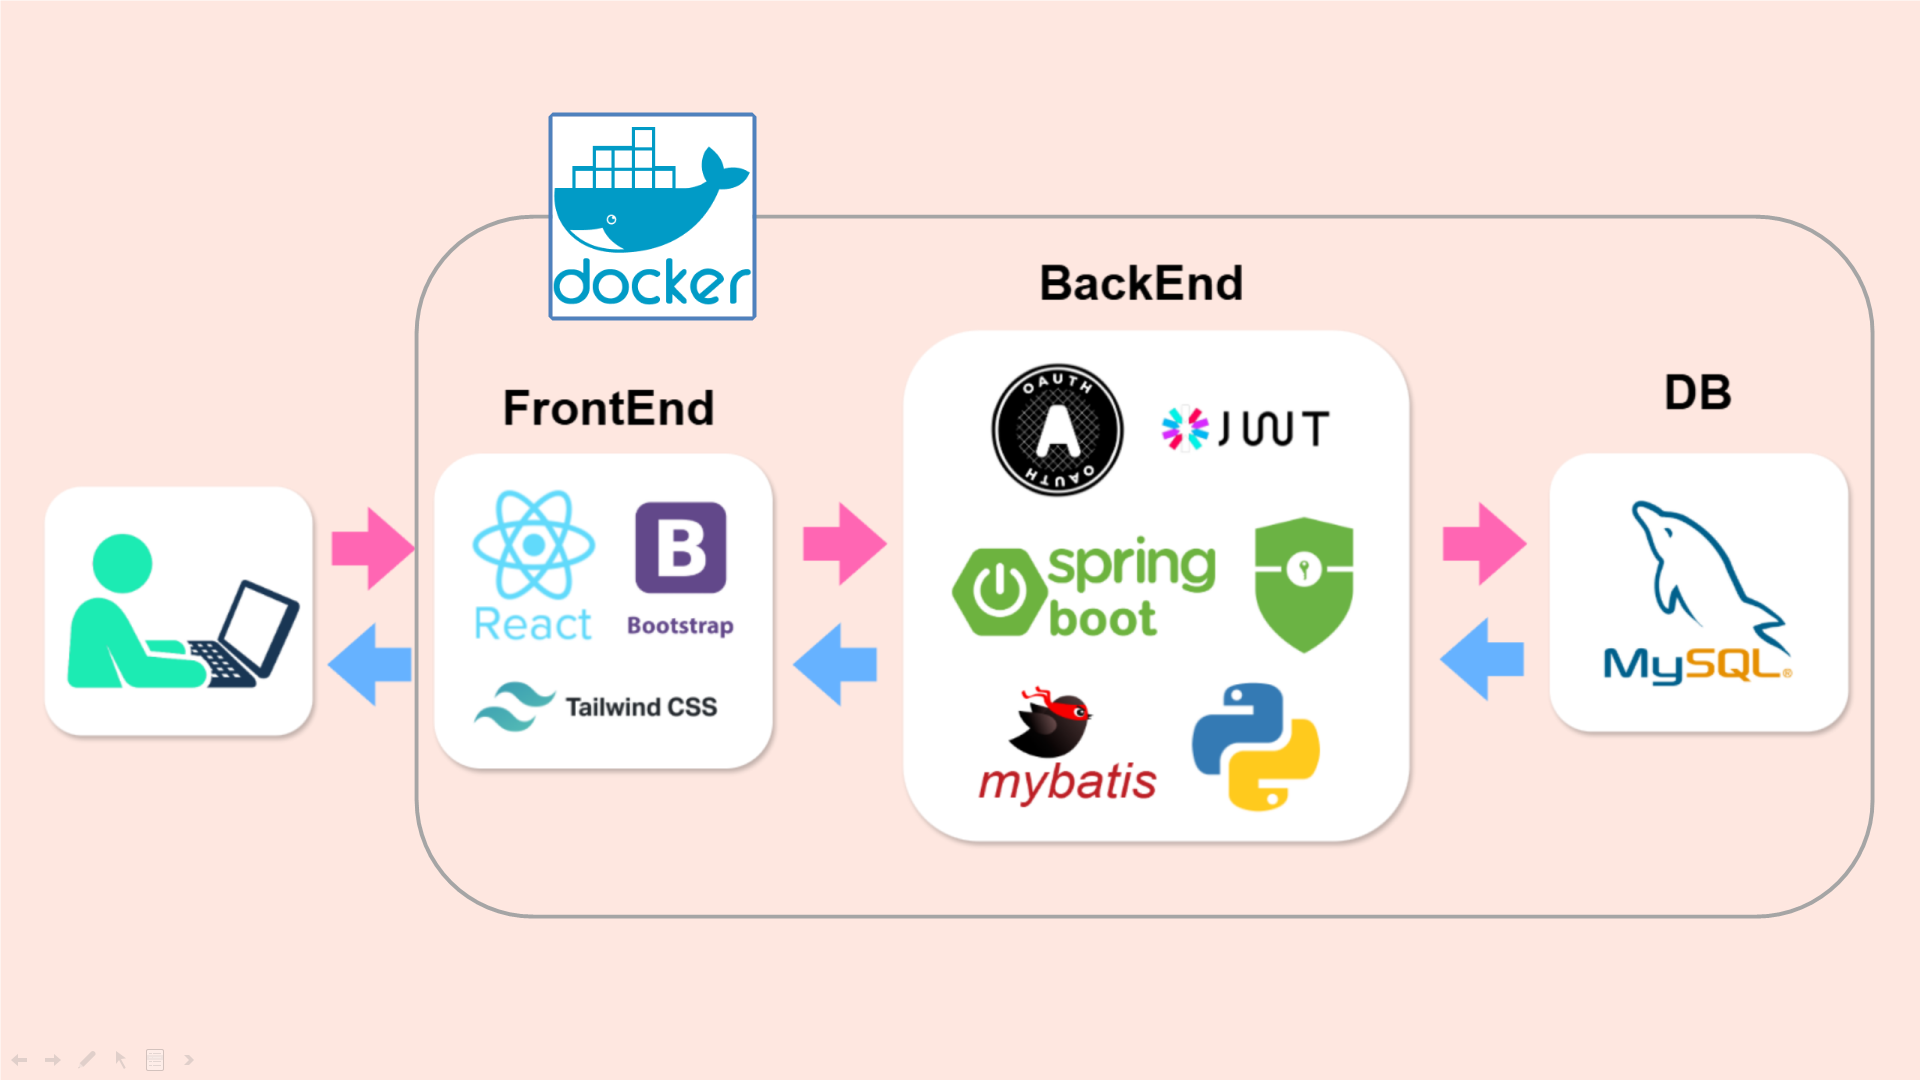 docker
BackEnd
FrontEnd
DB
OAUTH
A
OAUTH
JWT
B
React
Bootstrap
Tailwind CSS
spring
boot
mybatis
MySQL®